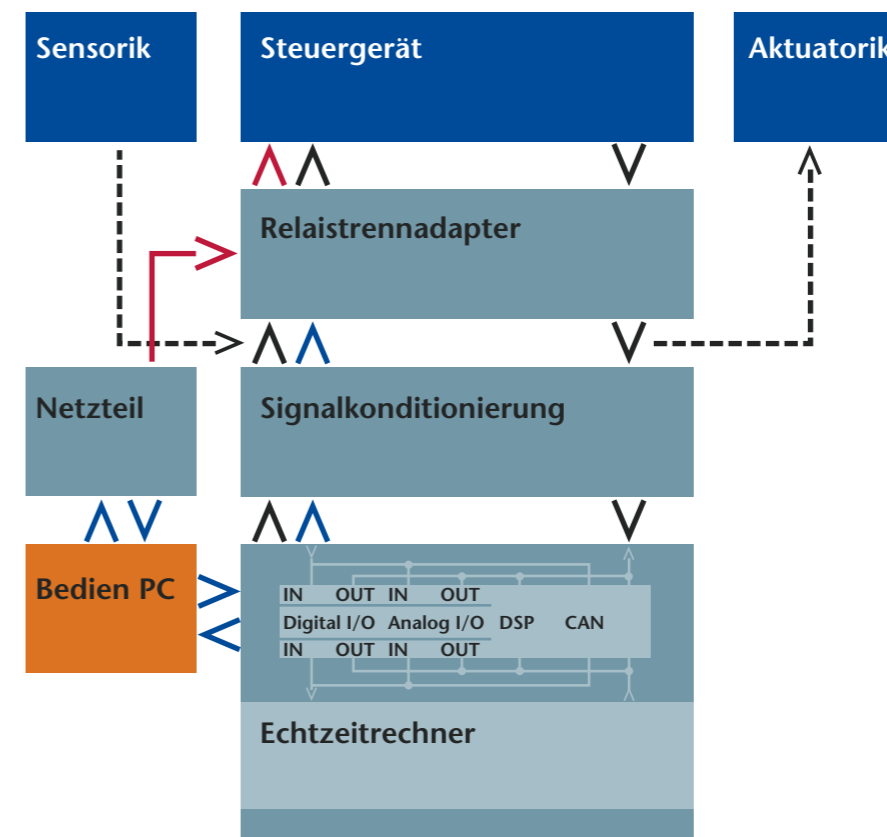 Sensorik
Steuergerät
Aktuatorik
Relaistrennadapter
Netzteil
Signalkonditionierung
Bedien PC
IN OUT IN OUT
Digital I/O Analog I/O DSP CAN
IN OUT IN OUT
Echtzeitrechner